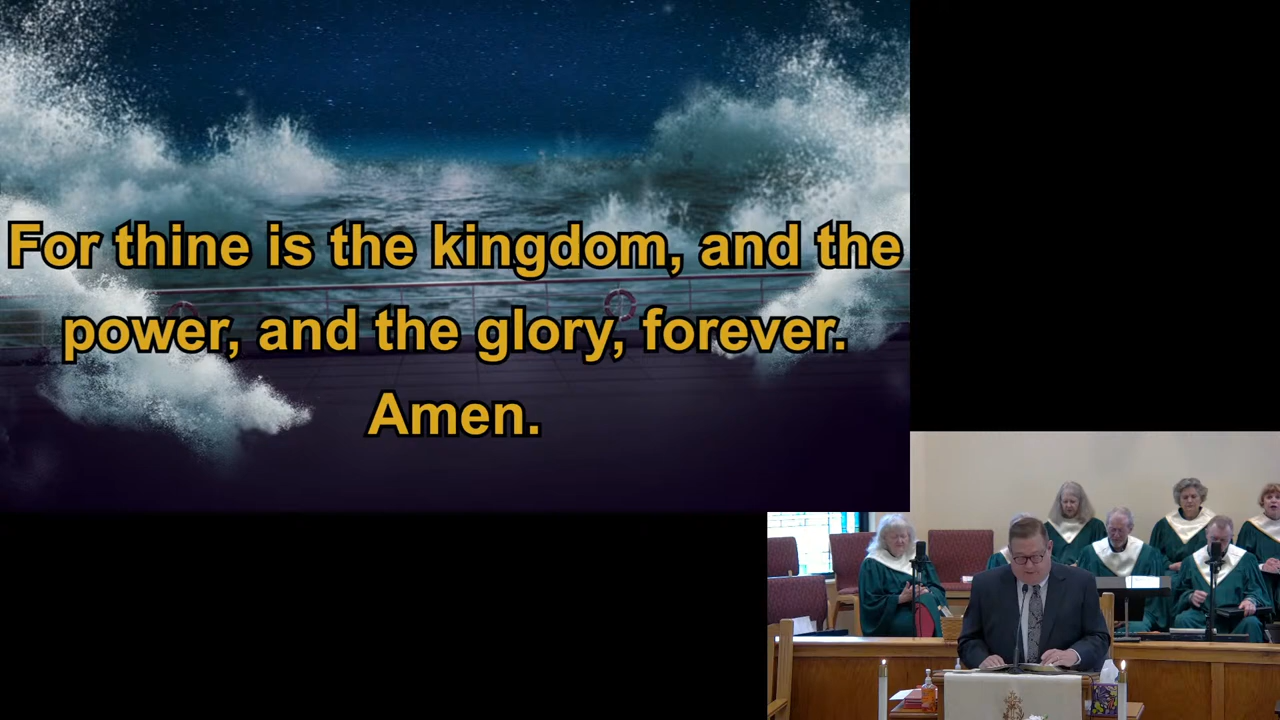 For thine is the kingdom, and the
power, and the glory, forever.
Amen.